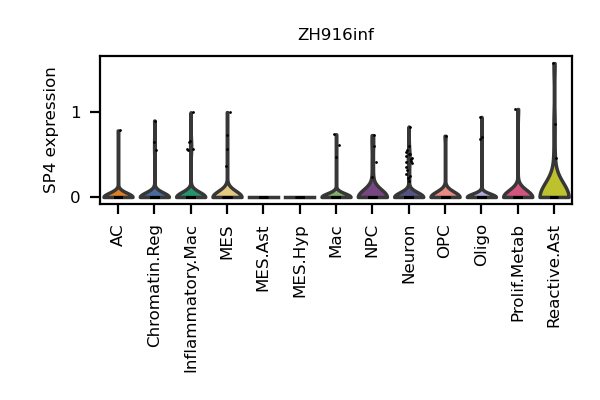 ZH916inf
SP4 expression
1
0
AC
Chromatin.Reg
Inflammatory.Mac
MES
MES.Ast
MES.Hyp
Mac
NPC
Neuron
OPC
Oligo
Prolif.Metab
Reactive.Ast